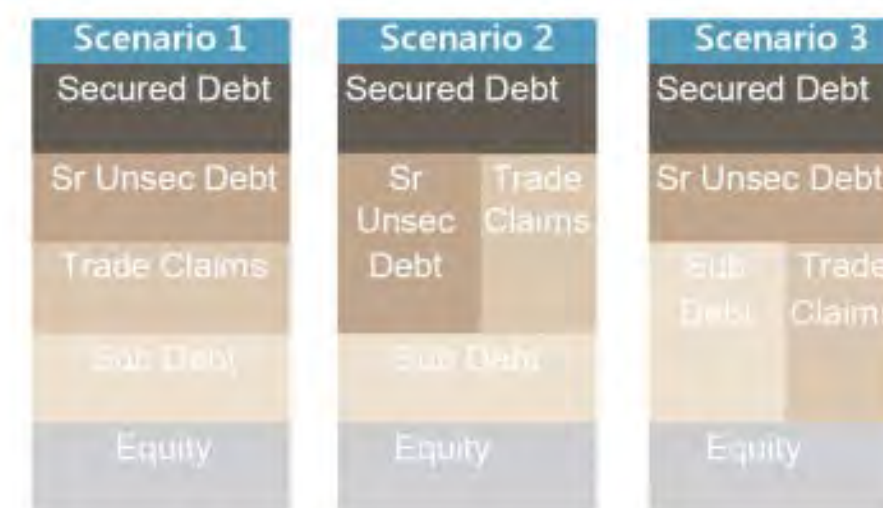 Scenario 1
Secured Debt
Sr Unsec Debt
Trade Claims
Sub Debt
Equity
Scenario 2
Secured Debt
Sr
Unsec
Debt
Trade
Claims
Sub Debt
Equity
Scenario 3
Secured Debt
Sr Unsec Debt
Sub
Debt
Trade
Claim
Equity